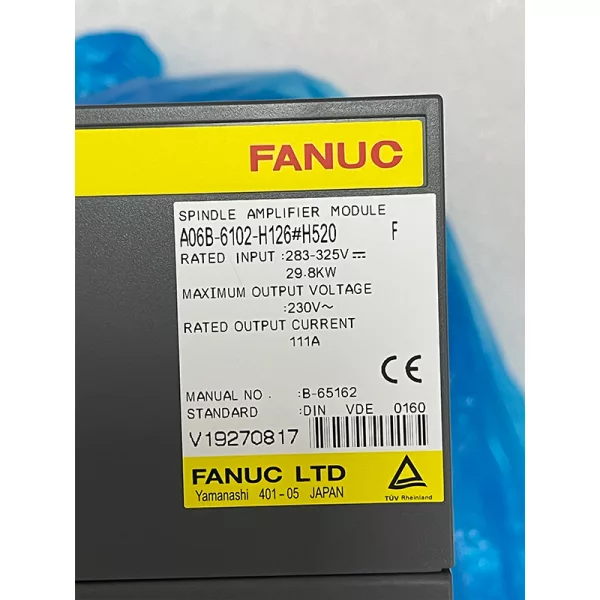 FANUC
SPINDLE AMPLIFIER MODULE
A06B-6102-H126#H520 F
RATED INPUT :283-325V⎓
29.8KW
MAXIMUM OUTPUT VOLTAGE
:230V~
RATED OUTPUT CURRENT
111A
CE
MANUAL NO. :B-65162
STANDARD :DIN VDE 0160
V19270817
FANUC LTD
Yamanashi 401-05 JAPAN
TÜV Rheinland